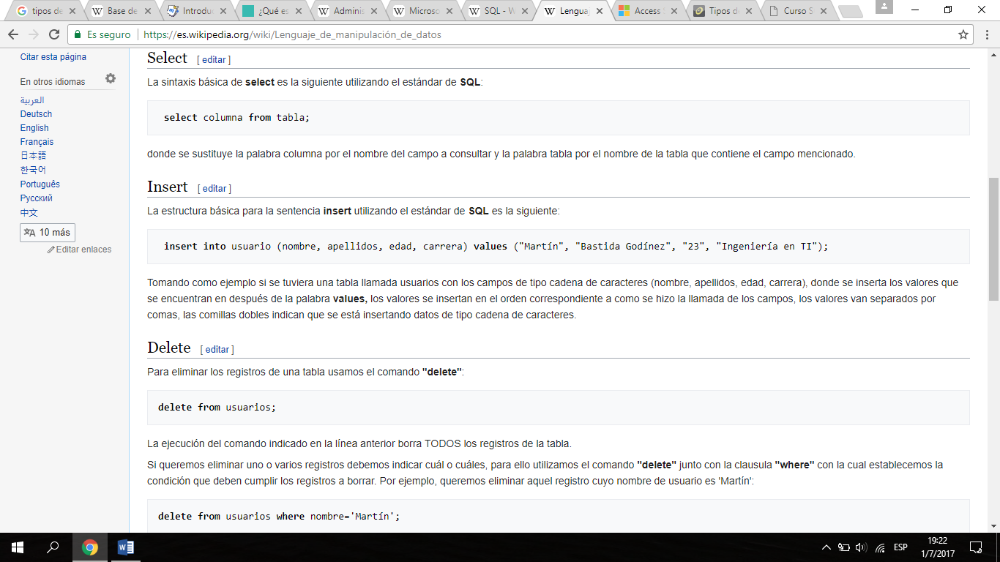 tipos de
Base de
Introdu
¿Qué es
Adminis
Microso
SQL - W
Lenguaj
Access
Tipos de
Curso S
Es seguro
https://es.wikipedia.org/wiki/Lenguaje_de_manipulación_de_datos
Citar esta página
En otros idiomas
العربية
Deutsch
English
Français
日本語
한국어
Português
Русский
中文
10 más
Editar enlaces
Select [ editar ]
La sintaxis básica de select es la siguiente utilizando el estándar de SQL:
select columna from tabla;
donde se sustituye la palabra columna por el nombre del campo a consultar y la palabra tabla por el nombre de la tabla que contiene el campo mencionado.
Insert [ editar ]
La estructura básica para la sentencia insert utilizando el estándar de SQL es la siguiente:
insert into usuario (nombre, apellidos, edad, carrera) values ("Martín", "Bastida Godínez", "23", "Ingeniería en TI");
Tomando como ejemplo si se tuviera una tabla llamada usuarios con los campos de tipo cadena de caracteres (nombre, apellidos, edad, carrera), donde se inserta los valores que
se encuentran en después de la palabra values, los valores se insertan en el orden correspondiente a como se hizo la llamada de los campos, los valores van separados por
comas, las comillas dobles indican que se está insertando datos de tipo cadena de caracteres.
Delete [ editar ]
Para eliminar los registros de una tabla usamos el comando "delete":
delete from usuarios;
La ejecución del comando indicado en la línea anterior borra TODOS los registros de la tabla.
Si queremos eliminar uno o varios registros debemos indicar cuál o cuáles, para ello utilizamos el comando "delete" junto con la clausula "where" con la cual establecemos la
condición que deben cumplir los registros a borrar. Por ejemplo, queremos eliminar aquel registro cuyo nombre de usuario es 'Martín':
delete from usuarios where nombre='Martín';
ESP
19:22
1/7/2017